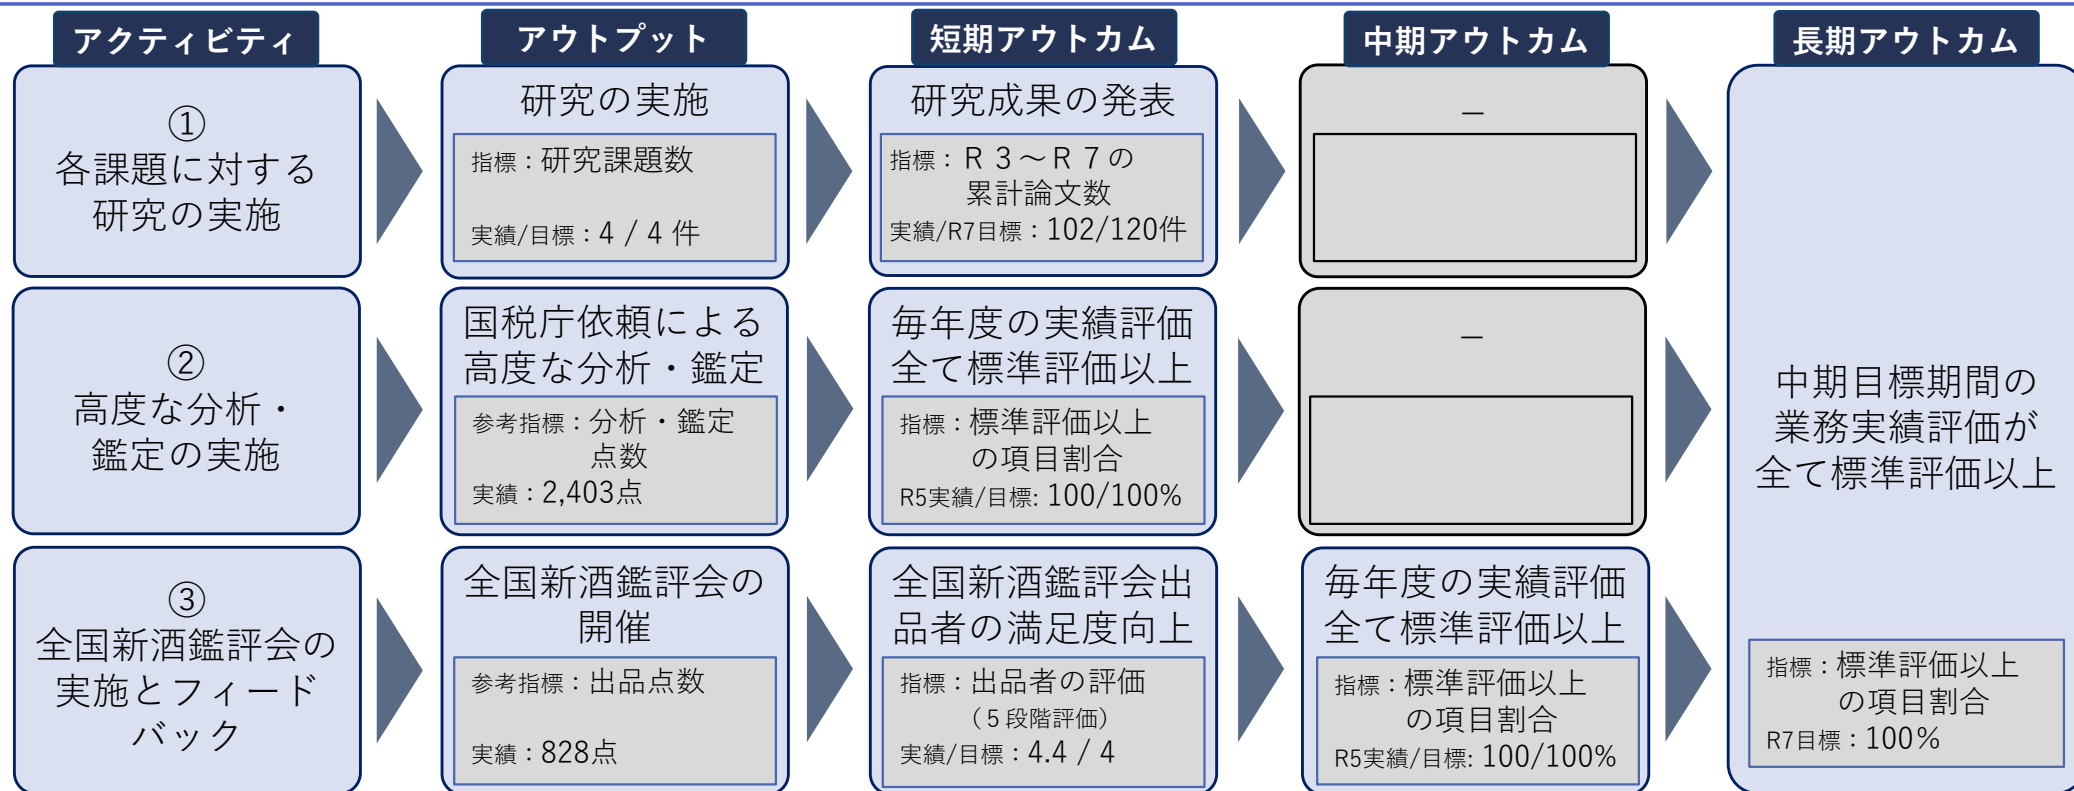 アクティビティ
アウトプット
短期アウトカム
中期アウトカム
長期アウトカム
①
各課題に対する
研究の実施
研究の実施
指標：研究課題数
実績/目標：4 / 4 件
研究成果の発表
指標：Ｒ３～Ｒ７の
累計論文数
実績/R7目標：102/120件
－
②
高度な分析・
鑑定の実施
国税庁依頼による
高度な分析・鑑定
参考指標：分析・鑑定
点数
実績：2,403点
毎年度の実績評価
全て標準評価以上
指標：標準評価以上
の項目割合
R5実績/目標: 100/100%
－
③
全国新酒鑑評会の
実施とフィード
バック
全国新酒鑑評会の
開催
参考指標：出品点数
実績：828点
全国新酒鑑評会出
品者の満足度向上
指標：出品者の評価
（５段階評価）
実績/目標：4.4 / 4
毎年度の実績評価
全て標準評価以上
指標：標準評価以上
の項目割合
R5実績/目標: 100/100%
中期目標期間の
業務実績評価が
全て標準評価以上
指標：標準評価以上
の項目割合
R7目標：100％